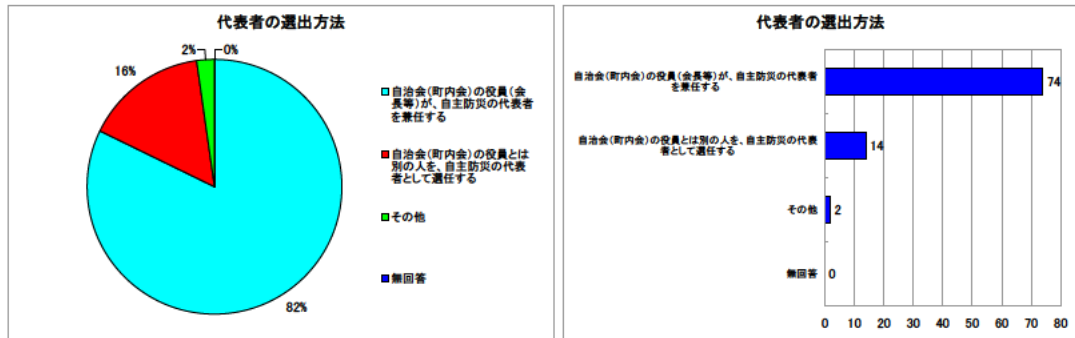 代表者の選出方法
2%
0%
16%
82%
自治会(町内会)の役員(会
長等)が、自主防災の代表者
を兼任する
自治会(町内会)の役員とは
別の人を、自主防災の代表
者として選任する
その他
無回答
代表者の選出方法
自治会(町内会)の役員(会長等)が、自主防災の代表者
を兼任する
74
自治会(町内会)の役員とは別の人を、自主防災の代表
者として選任する
14
その他
2
無回答
0
0 10 20 30 40 50 60 70 80